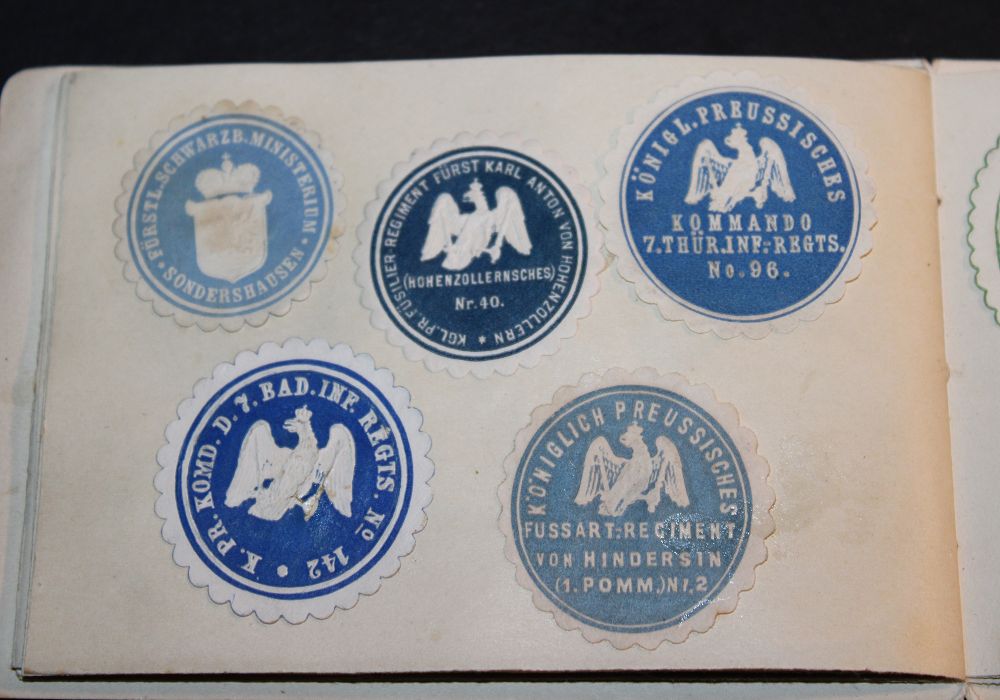 FÜRSTL. SCHWARZB. MINISTERIUM
• SONDERSHAUSEN •
KGL. PR. FÜSILIER-REGIMENT FÜRST KARL ANTON VON HOHENZOLLERN *
(HOHENZOLLERNSCHES)
Nr. 40.
KÖNIGL. PREUSSISCHES
KOMMANDO
7. THÜR. INF.-REGTS.
No. 96.
K. PR. KOMD. D. 7. BAD. INF. REGTS. No 142 *
KÖNIGLICH PREUSSISCHES
FUSSART.-REGIMENT
VON HINDERSIN
(1. POMM.) Nr. 2